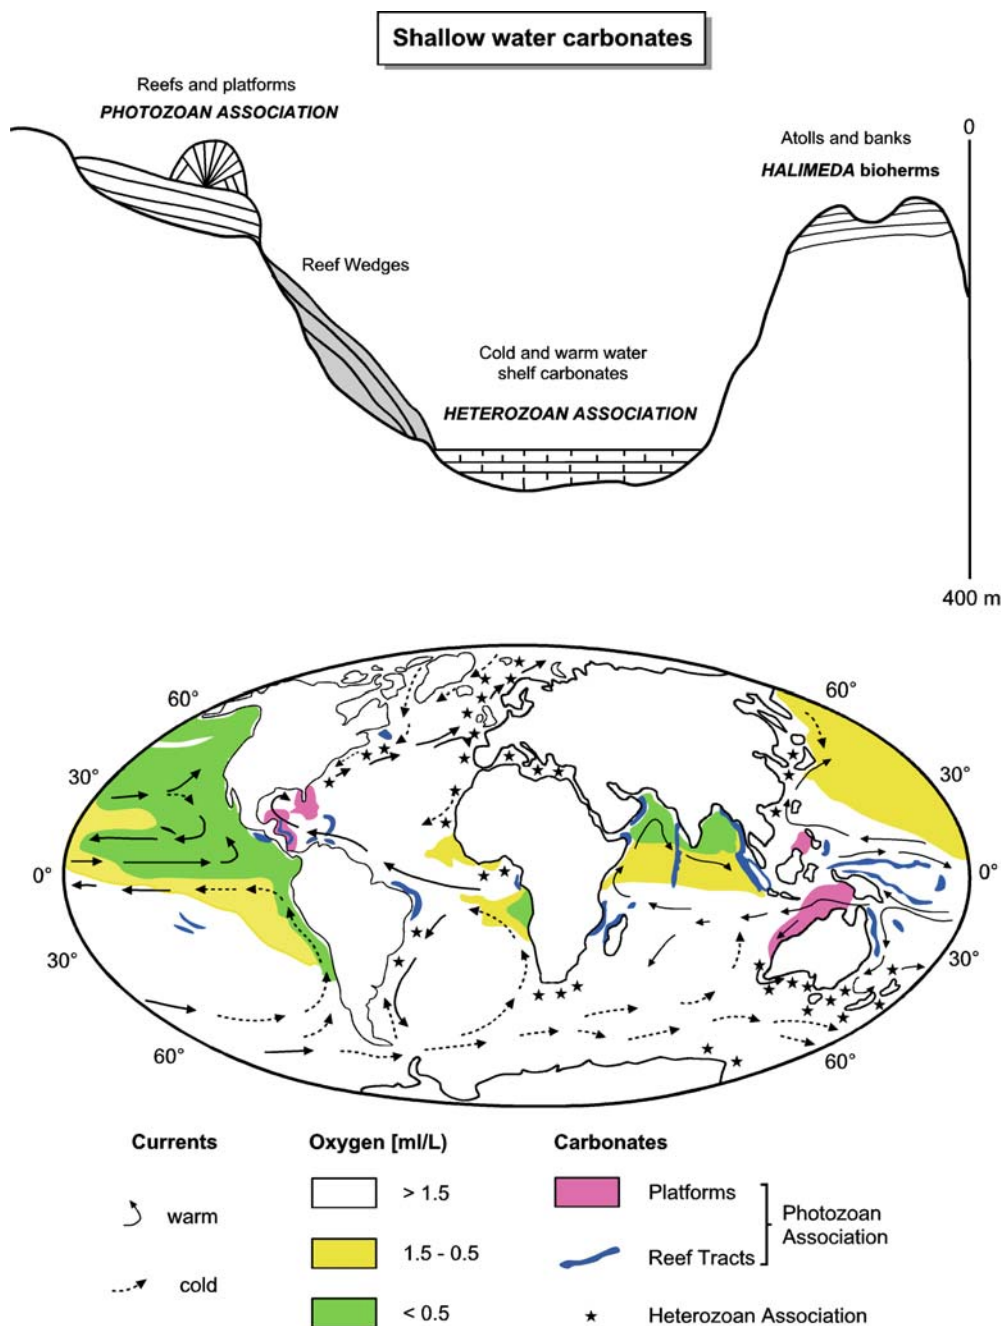 Shallow water carbonates
Reefs and platforms
PHOTOZOAN ASSOCIATION
Atolls and banks
HALIMEDA bioherms
0
Reef Wedges
Cold and warm water
shelf carbonates
HETEROZOAN ASSOCIATION
400 m
60°
60°
30°
30°
0°
0°
30°
30°
60°
60°
Currents
warm
cold
Oxygen [ml/L]
> 1.5
1.5 - 0.5
< 0.5
Carbonates
Platforms
Reef Tracts
Photozoan
Association
Heterozoan Association